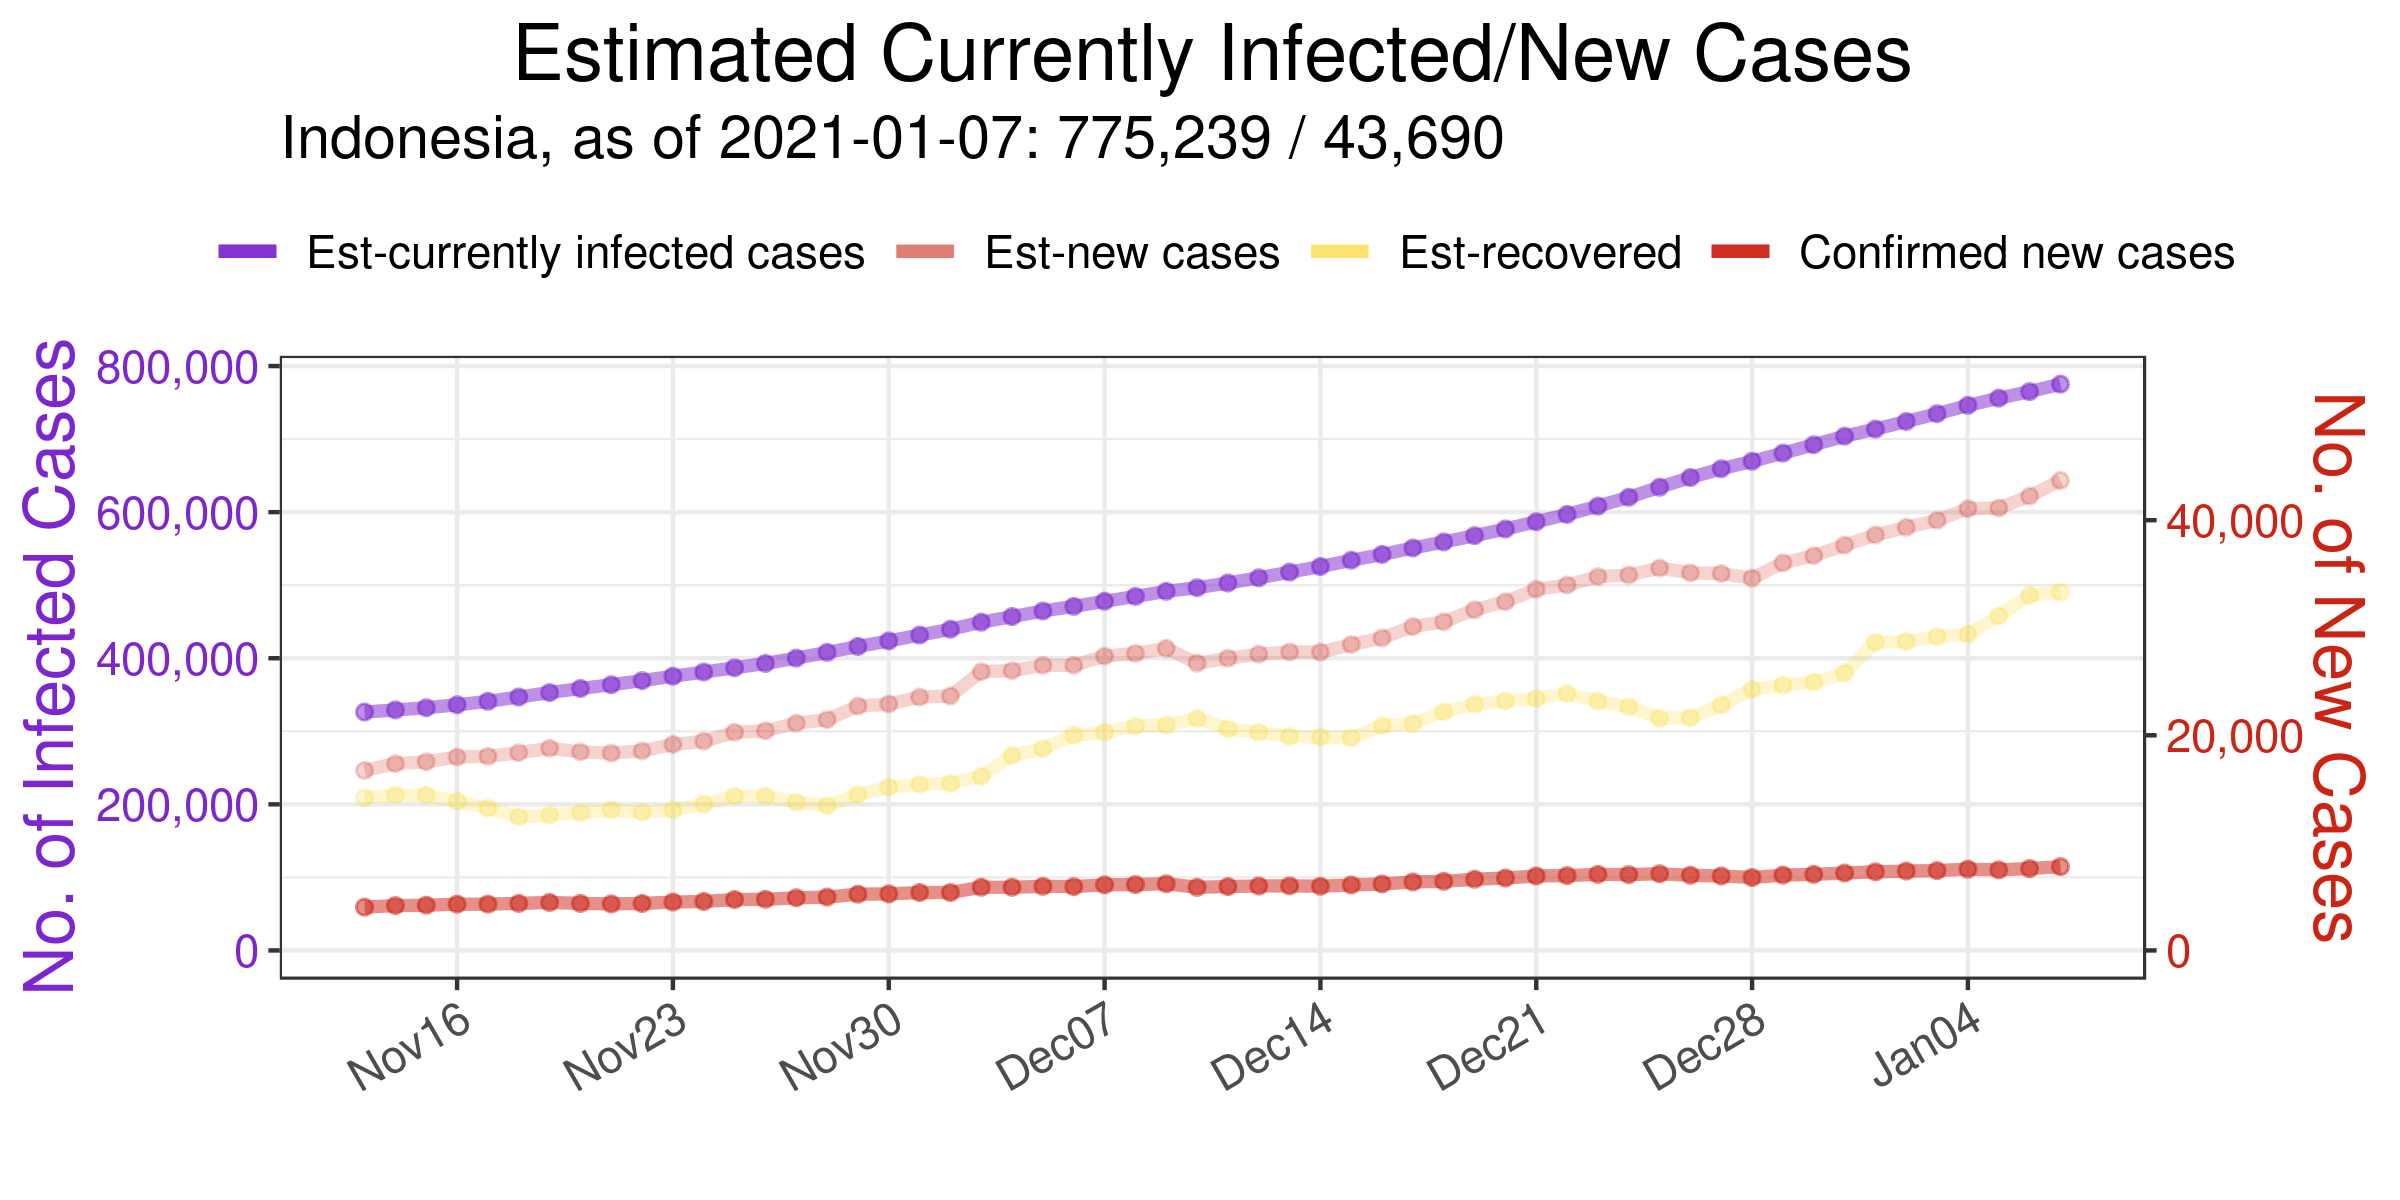 Estimated Currently Infected/New Cases
Indonesia, as of 2021-01-07: 775,239 / 43,690
Est-currently infected cases Est-new cases Est-recovered Confirmed new cases
No. of Infected Cases
800,000
600,000
400,000
200,000
0
40,000
20,000
0
No. of New Cases
Nov16 Nov23 Nov30 Dec07 Dec14 Dec21 Dec28 Jan04